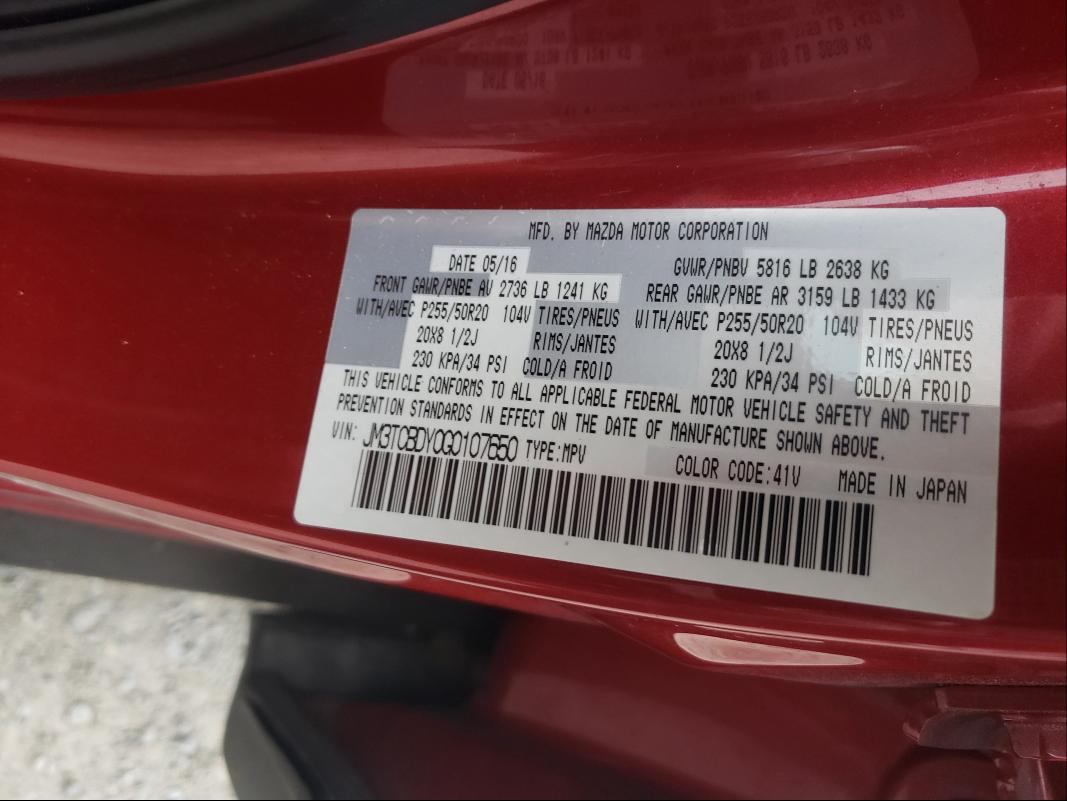 MFD. BY MAZDA MOTOR CORPORATION
DATE 05/16 GVWR/PNBV 5816 LB 2638 KG
FRONT GAWR/PNBE AV 2736 LB 1241 KG REAR GAWR/PNBE AR 3159 LB 1433 KG
WITH/AVEC P255/50R20 104V TIRES/PNEUS WITH/AVEC P255/50R20 104V TIRES/PNEUS
20X8 1/2J RIMS/JANTES 20X8 1/2J RIMS/JANTES
230 KPA/34 PSI COLD/A FROID 230 KPA/34 PSI COLD/A FROID
THIS VEHICLE CONFORMS TO ALL APPLICABLE FEDERAL MOTOR VEHICLE SAFETY AND THEFT
PREVENTION STANDARDS IN EFFECT ON THE DATE OF MANUFACTURE SHOWN ABOVE.
VIN: JM3TCBDY0G0107650 TYPE:MPV COLOR CODE:41V MADE IN JAPAN